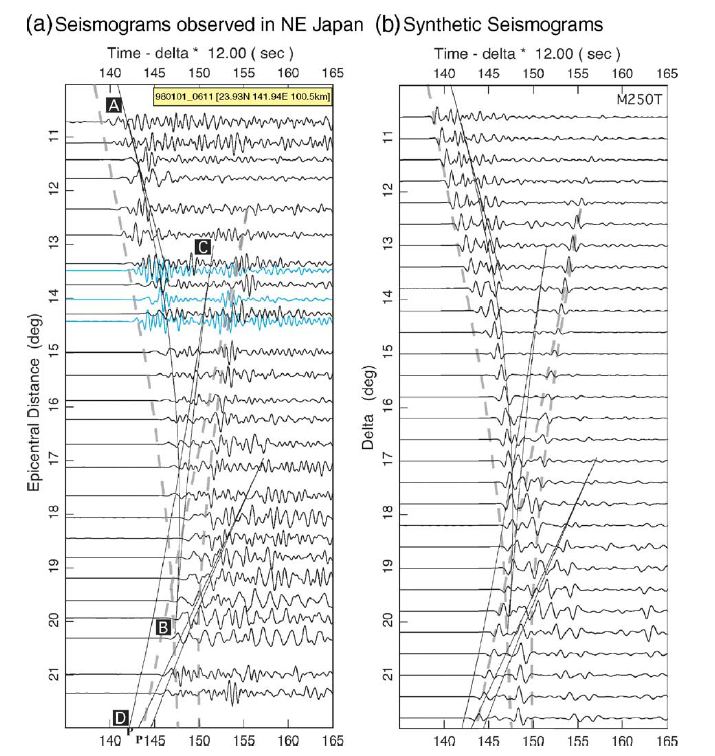 (a) Seismograms observed in NE Japan (b) Synthetic Seismograms
Time - delta * 12.00 ( sec )
Time - delta * 12.00 ( sec )
140 145 150 155 160 165
140 145 150 155 160 165
A
980101_0611 [23.93N 141.94E 100.5km]
M250T
11
12
13
C
14
15
16
17
18
19
20
B
21
D
P P
Epicentral Distance (deg)
11
12
13
14
15
16
17
18
19
20
21
Delta (deg)
140 145 150 155 160 165
140 145 150 155 160 165